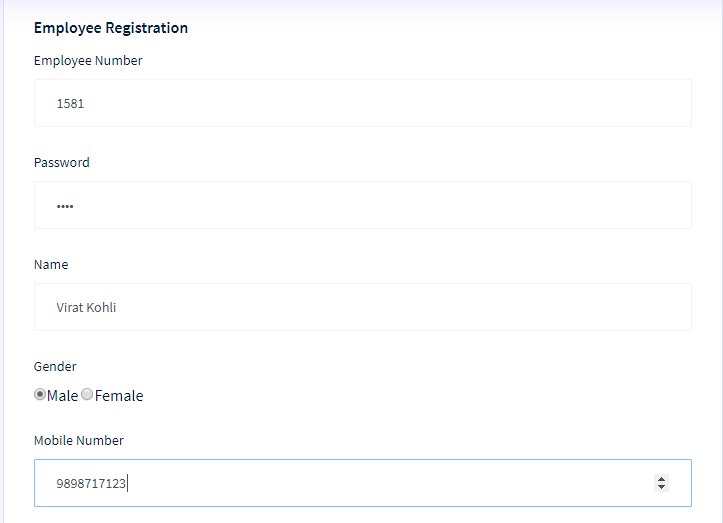 Employee Registration
Employee Number
1581
Password
••••
Name
Virat Kohli
Gender
Male Female
Mobile Number
9898717123